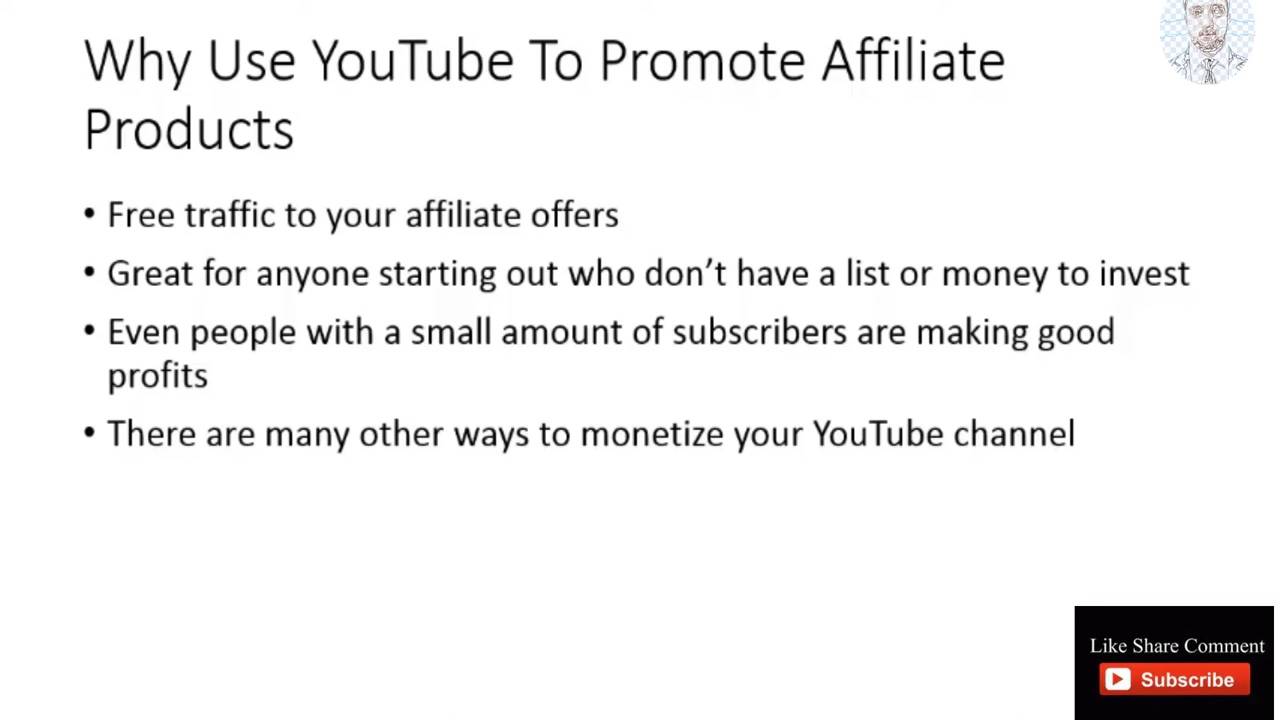 Why Use YouTube To Promote Affiliate
Products
• Free traffic to your affiliate offers
• Great for anyone starting out who don’t have a list or money to invest
• Even people with a small amount of subscribers are making good
profits
• There are many other ways to monetize your YouTube channel
Like Share Comment
Subscribe